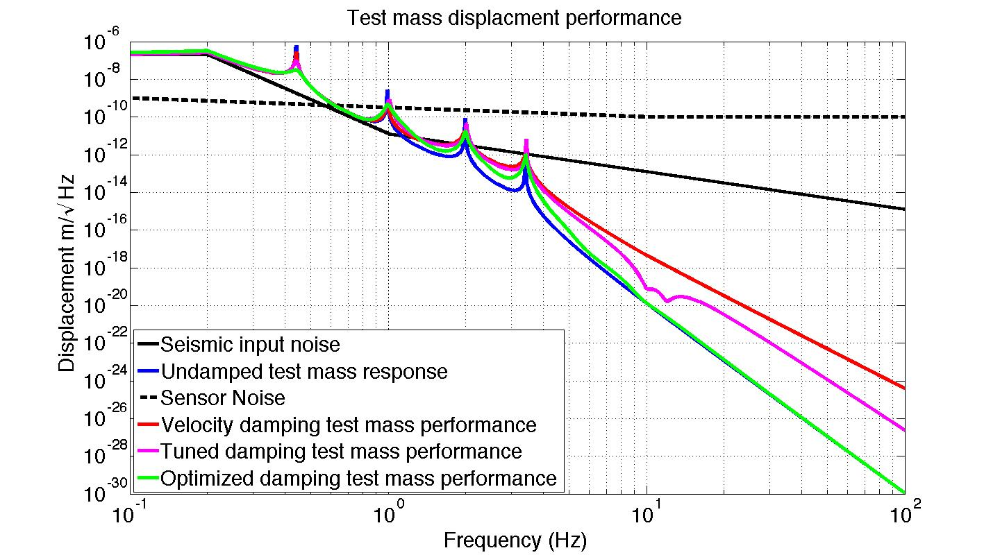 Test mass displacment performance
Displacement m/√Hz
10^-6
10^-8
10^-10
10^-12
10^-14
10^-16
10^-18
10^-20
10^-22
10^-24
10^-26
10^-28
10^-30
Seismic input noise
Undamped test mass response
Sensor Noise
Velocity damping test mass performance
Tuned damping test mass performance
Optimized damping test mass performance
10^-1 10^0 10^1 10^2
Frequency (Hz)